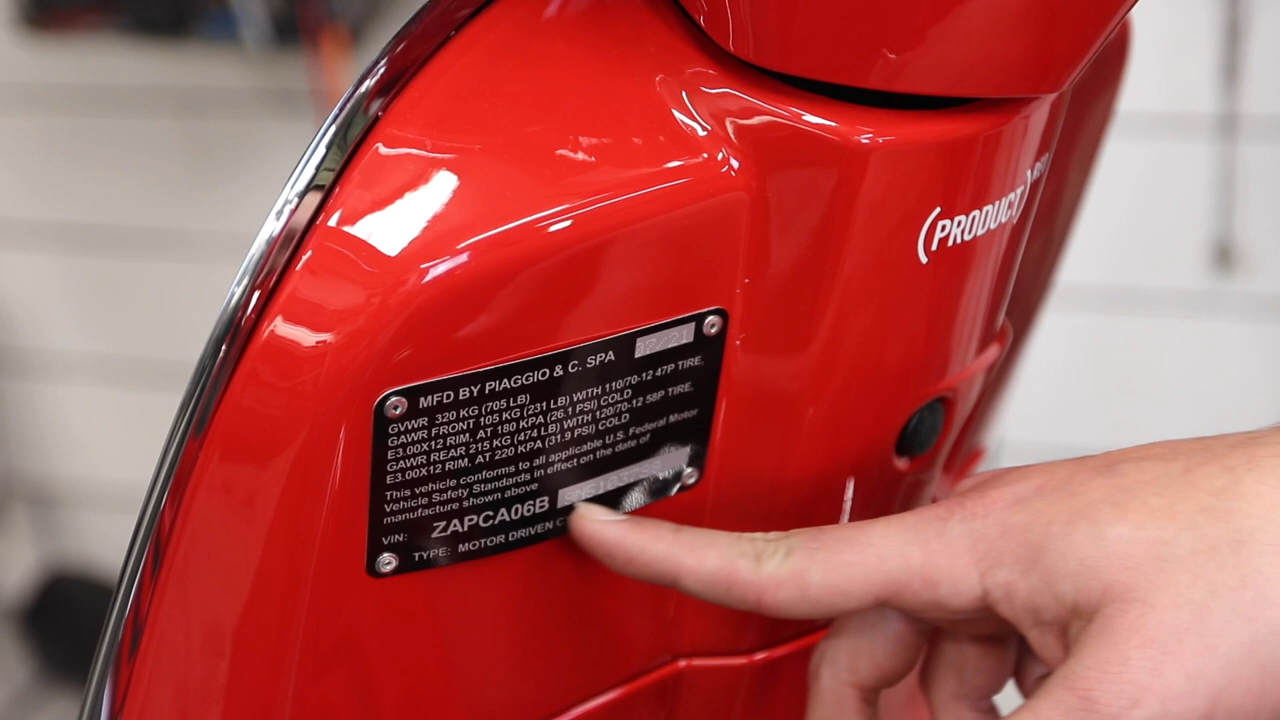 MFD BY PIAGGIO & C. SPA 07/21
GVWR 320 KG (705 LB)
GAWR FRONT 105 KG (231 LB) WITH 110/70-12 47P TIRE,
E3.00X12 RIM, AT 180 KPA (26.1 PSI) COLD
GAWR REAR 215 KG (474 LB) WITH 120/70-12 58P TIRE,
E3.00X12 RIM, AT 220 KPA (31.9 PSI) COLD
This vehicle conforms to all applicable U.S. Federal Motor
Vehicle Safety Standards in effect on the date of
manufacture shown above
VIN: ZAPCA06B
TYPE: MOTOR DRIVEN
(PRODUCT)RED